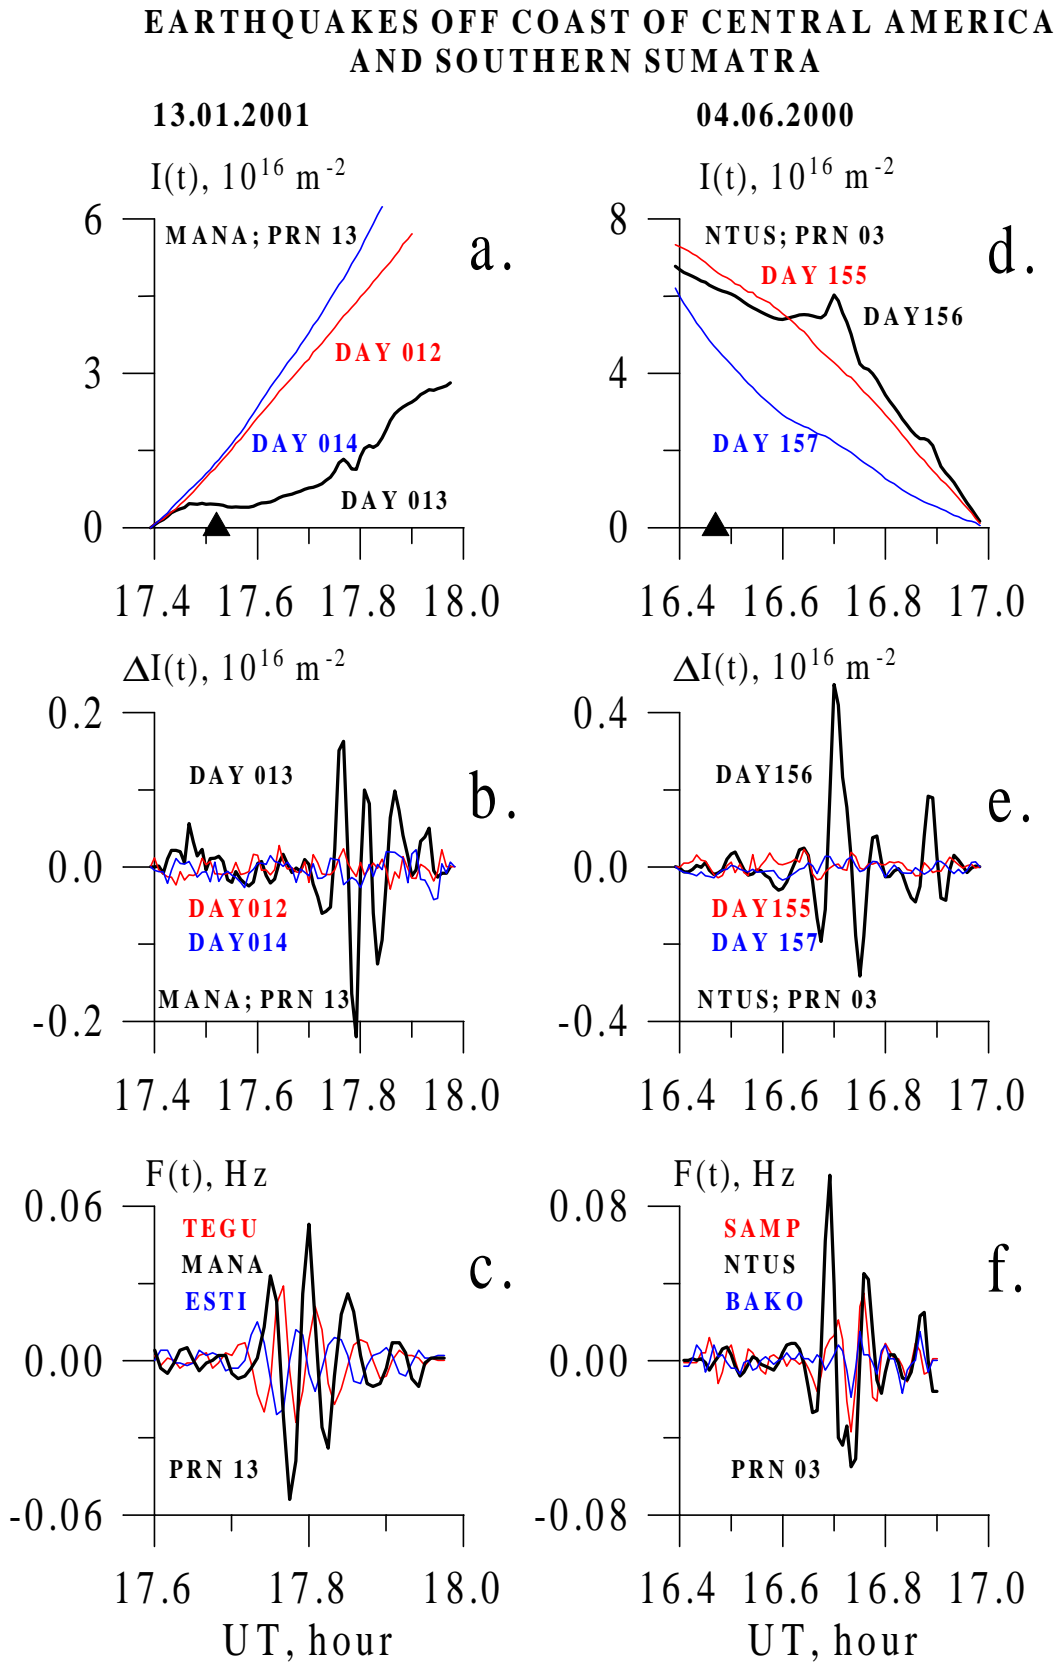 EARTHQUAKES OFF COAST OF CENTRAL AMERICA
AND SOUTHERN SUMATRA
13.01.2001
I(t), 10^16 m^-2
MANA; PRN 13
a.
6
3
0
DAY 012
DAY 014
DAY 013
17.4 17.6 17.8 18.0
04.06.2000
I(t), 10^16 m^-2
NTUS; PRN 03
d.
8
4
0
DAY 155
DAY156
DAY 157
16.4 16.6 16.8 17.0
ΔI(t), 10^16 m^-2
0.2
0.0
-0.2
DAY 013
b.
DAY012
DAY014
MANA; PRN 13
17.4 17.6 17.8 18.0
ΔI(t), 10^16 m^-2
0.4
0.0
-0.4
DAY156
e.
DAY155
DAY 157
NTUS; PRN 03
16.4 16.6 16.8 17.0
F(t), Hz
0.06
0.00
-0.06
TEGU
MANA
ESTI
c.
PRN 13
17.6 17.8 18.0
UT, hour
F(t), Hz
0.08
0.00
-0.08
SAMP
NTUS
BAKO
f.
PRN 03
16.4 16.6 16.8 17.0
UT, hour